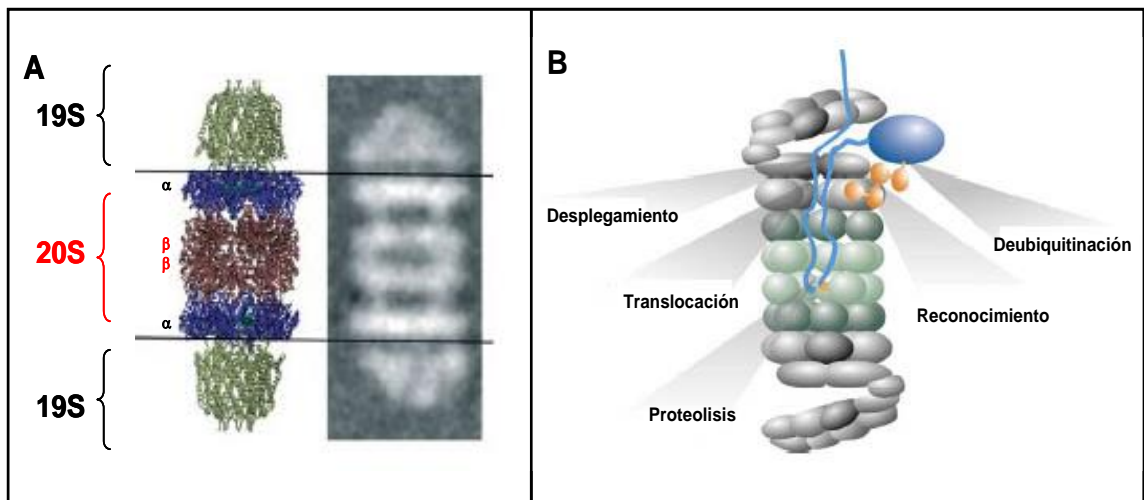 A
19S
α
20S
β
β
α
19S
B
Desplegamiento
Deubiquitinación
Translocación
Reconocimiento
Proteolisis